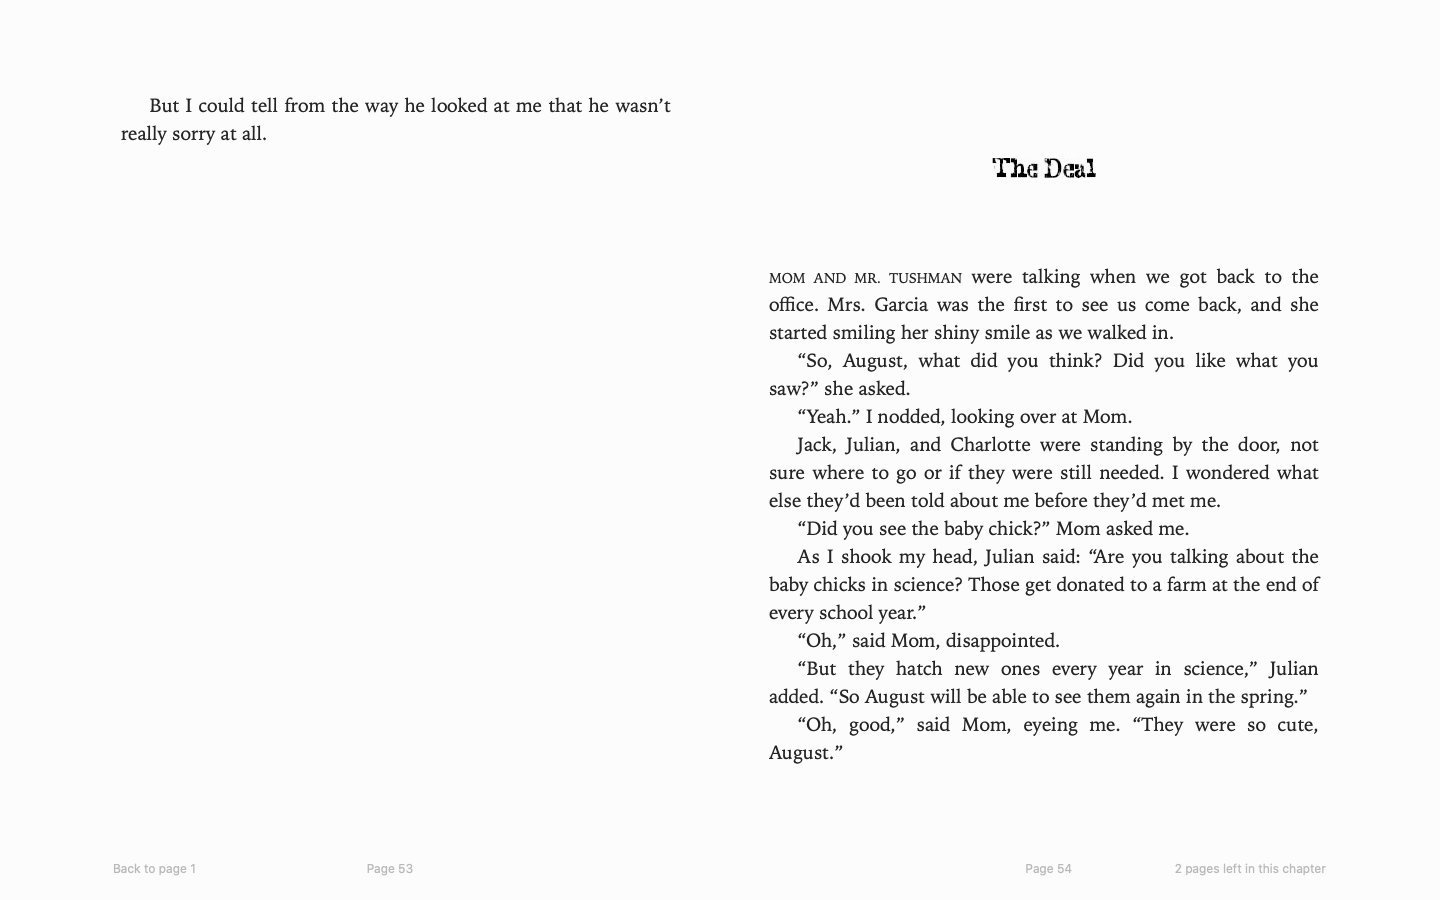 But I could tell from the way he looked at me that he wasn’t
really sorry at all.
The Deal
MOM AND MR. TUSHMAN were talking when we got back to the
office. Mrs. Garcia was the first to see us come back, and she
started smiling her shiny smile as we walked in.
“So, August, what did you think? Did you like what you
saw?” she asked.
“Yeah.” I nodded, looking over at Mom.
Jack, Julian, and Charlotte were standing by the door, not
sure where to go or if they were still needed. I wondered what
else they’d been told about me before they’d met me.
“Did you see the baby chick?” Mom asked me.
As I shook my head, Julian said: “Are you talking about the
baby chicks in science? Those get donated to a farm at the end of
every school year.”
“Oh,” said Mom, disappointed.
“But they hatch new ones every year in science,” Julian
added. “So August will be able to see them again in the spring.”
“Oh, good,” said Mom, eyeing me. “They were so cute,
August.”
Back to page 1
Page 53
Page 54
2 pages left in this chapter